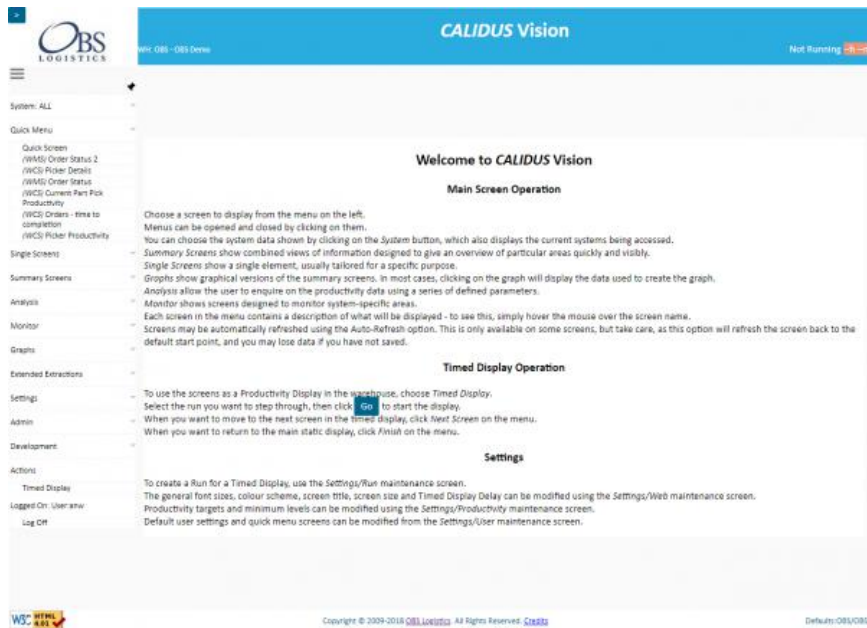 >
OBS
LOGISTICS
CALIDUS Vision
WH: OBS - OBS Demo
Not Running
System: ALL
Quick Menu
Quick Screen
(WMS) Order Status 2
(WCS) Picker Details
(WMS) Order Status
(WCS) Current Part Pick
Productivity
(WCS) Orders - time to
completion
(WCS) Picker Productivity
Single Screens
Summary Screens
Analysis
Monitor
Graphs
Extended Extractions
Settings
Admin
Development
Actions
Timed Display
Logged On: User:anw
Log Off
Welcome to CALIDUS Vision
Main Screen Operation
Choose a screen to display from the menu on the left.
Menus can be opened and closed by clicking on them.
You can choose the system data shown by clicking on the System button, which also displays the current systems being accessed.
Summary Screens show combined views of information designed to give an overview of particular areas quickly and visibly.
Single Screens show a single element, usually tailored for a specific purpose.
Graphs show graphical versions of the summary screens. In most cases, clicking on the graph will display the data used to create the graph.
Analysis allow the user to enquire on the productivity data using a series of defined parameters.
Monitor shows screens designed to monitor system-specific areas.
Each screen in the menu contains a description of what will be displayed - to see this, simply hover the mouse over the screen name.
Screens may be automatically refreshed using the Auto-Refresh option. This is only available on some screens, but take care, as this option will refresh the screen back to the
default start point, and you may lose data if you have not saved.
Timed Display Operation
To use the screens as a Productivity Display in the warehouse, choose Timed Display.
Select the run you want to step through, then click Go to start the display.
When you want to move to the next screen in the timed display, click Next Screen on the menu.
When you want to return to the main static display, click Finish on the menu.
Settings
To create a Run for a Timed Display, use the Settings/Run maintenance screen.
The general font sizes, colour scheme, screen title, screen size and Timed Display Delay can be modified using the Settings/Web maintenance screen.
Productivity targets and minimum levels can be modified using the Settings/Productivity maintenance screen.
Default user settings and quick menu screens can be modified from the Settings/User maintenance screen.
W3C HTML 4.01
Copyright © 2009-2016 OBS Logistics. All Rights Reserved. Credits
Defaults:OBS/OBS